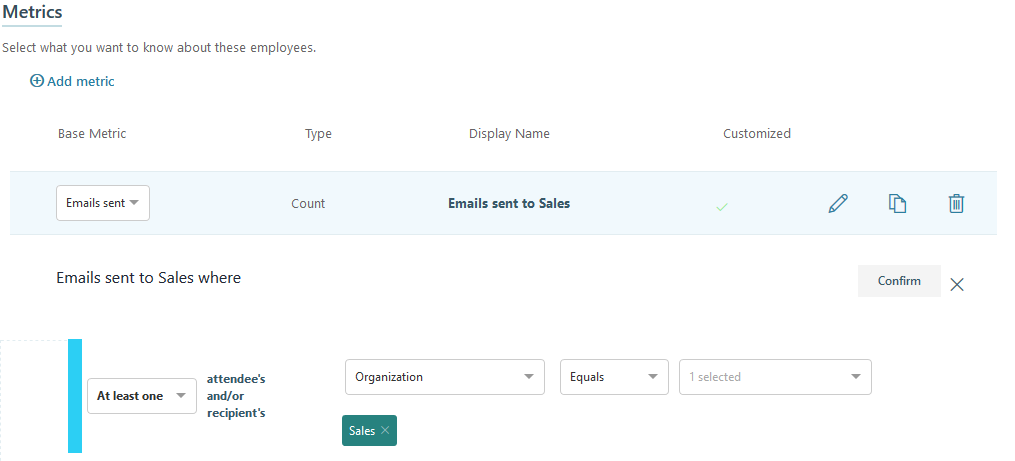 Metrics
Select what you want to know about these employees.
Add metric
Base Metric Type Display Name Customized
Emails sent Count Emails sent to Sales
Emails sent to Sales where Confirm
At least one
attendee's
and/or
recipient's
Organization Equals 1 selected
Sales